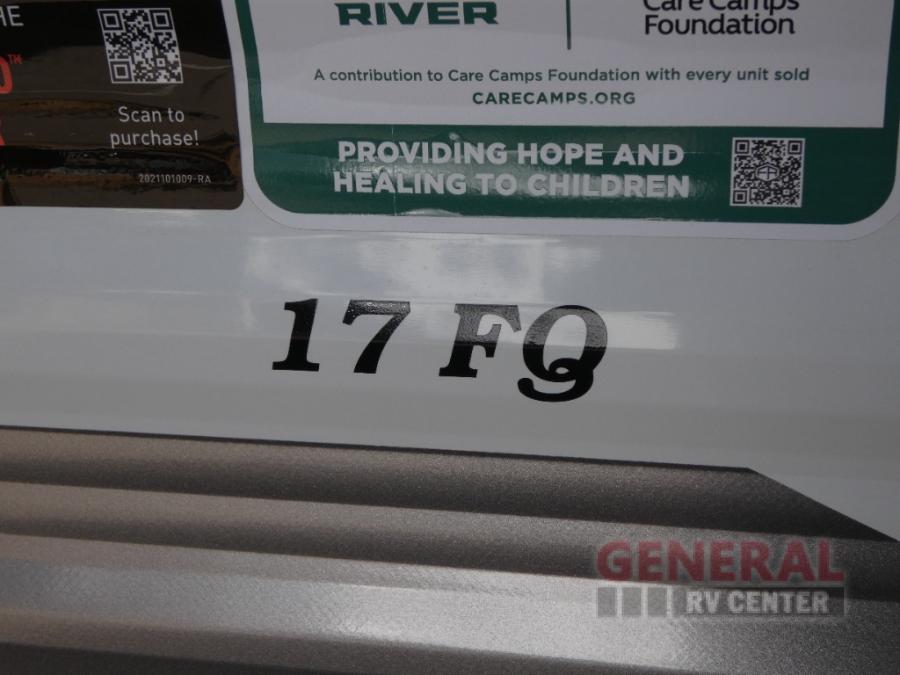 HE
Scan to
purchase!
2021101009-RA
RIVER
Care Camps
Foundation
A contribution to Care Camps Foundation with every unit sold
CARECAMPS.ORG
PROVIDING HOPE AND
HEALING TO CHILDREN
17 FQ
GENERAL
RV CENTER